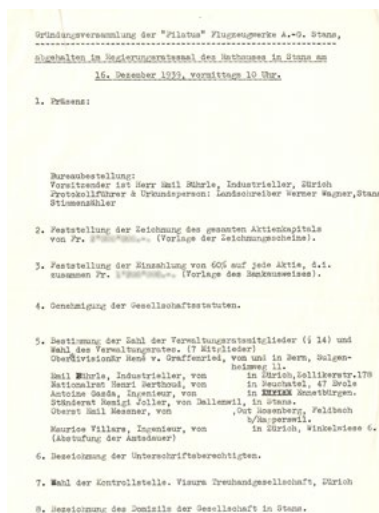 Gründungsversammlung der "Pilatus" Flugzeugwerke A.-G. Stans,
abgehalten im Regierungsratssaal des Rathauses in Stans am
16. Dezember 1939, vormittags 10 Uhr.
1. Präsenz:
Bureaubestellung:
Vorsitzender ist Herr Emil Bührle, Industrieller, Zürich
Protokollführer & Urkundeperson: Landschreiber Werner Wagner, Stans
Stimmenzähler
2. Feststellung der Zeichnung des gesamten Aktienkapitals
von Fr. (Vorlage der Zeichnungsscheine).
3. Feststellung der Einzahlung von 60% auf jede Aktie, d.i.
zusammen Fr. (Vorlage des Bankausweises).
4. Genehmigung der Gesellschaftsstatuten.
5. Bestimmung der Zahl der Verwaltungsratsmitglieder (§ 14) und
Wahl des Verwaltungsrates. (7 Mitglieder)
Oberdivisionär René v. Graffenried, von und in Bern, Sulgen-
heimweg 11.
Emil Bührle, Industrieller, von in Zürich, Zollikerstr. 178
Nationalrat Henri Berthoud, von in Neuchatel, 47 Evole
Antoine Gazda, Ingenieur, von in Ennetbürgen.
Ständerat Remigi Joller, von Dallenwil, in Stans.
Oberst Emil Messner, von , Gut Rosenberg, Feldbach
b/Rapperswil.
Maurice Villars, Ingenieur, von in Zürich, Winkelwiese 6.
(Abstufung der Amtsdauer)
6. Bezeichnung der Unterschriftsberechtigten.
7. Wahl der Kontrollstelle. Visura Treuhandgesellschaft, Zürich
8. Bezeichnung des Domizils der Gesellschaft in Stans.